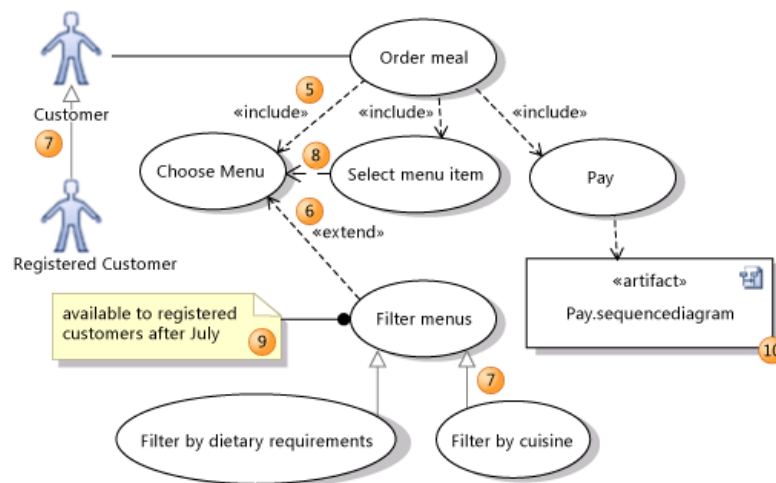 Order meal
5
Customer
«include»
«include»
«include»
7
8
Choose Menu
Select menu item
Pay
6
«extend»
Registered Customer
«artifact»
available to registered
customers after July
9
Filter menus
Pay.sequencediagram
10
7
Filter by dietary requirements
Filter by cuisine